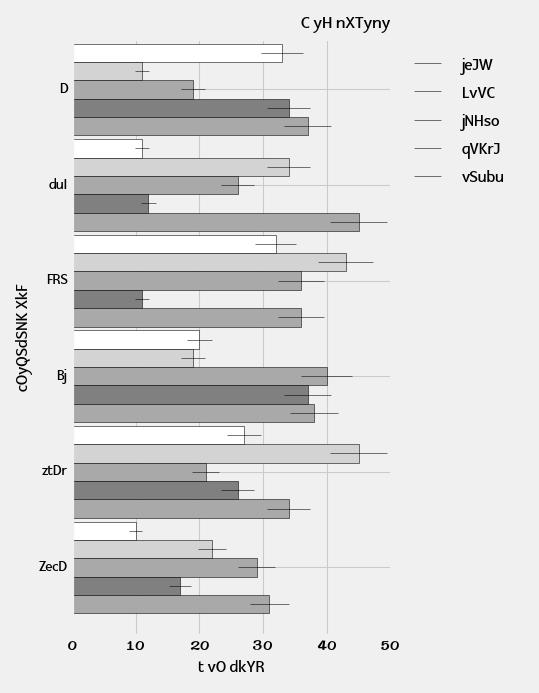 C yH nXTyny
jeJW
LvVC
jNHso
qVKrJ
vSubu
cOyQSdSNK XkF
D
dul
FRS
Bj
ztDr
ZecD
0 10 20 30 40 50
t vO dkYR